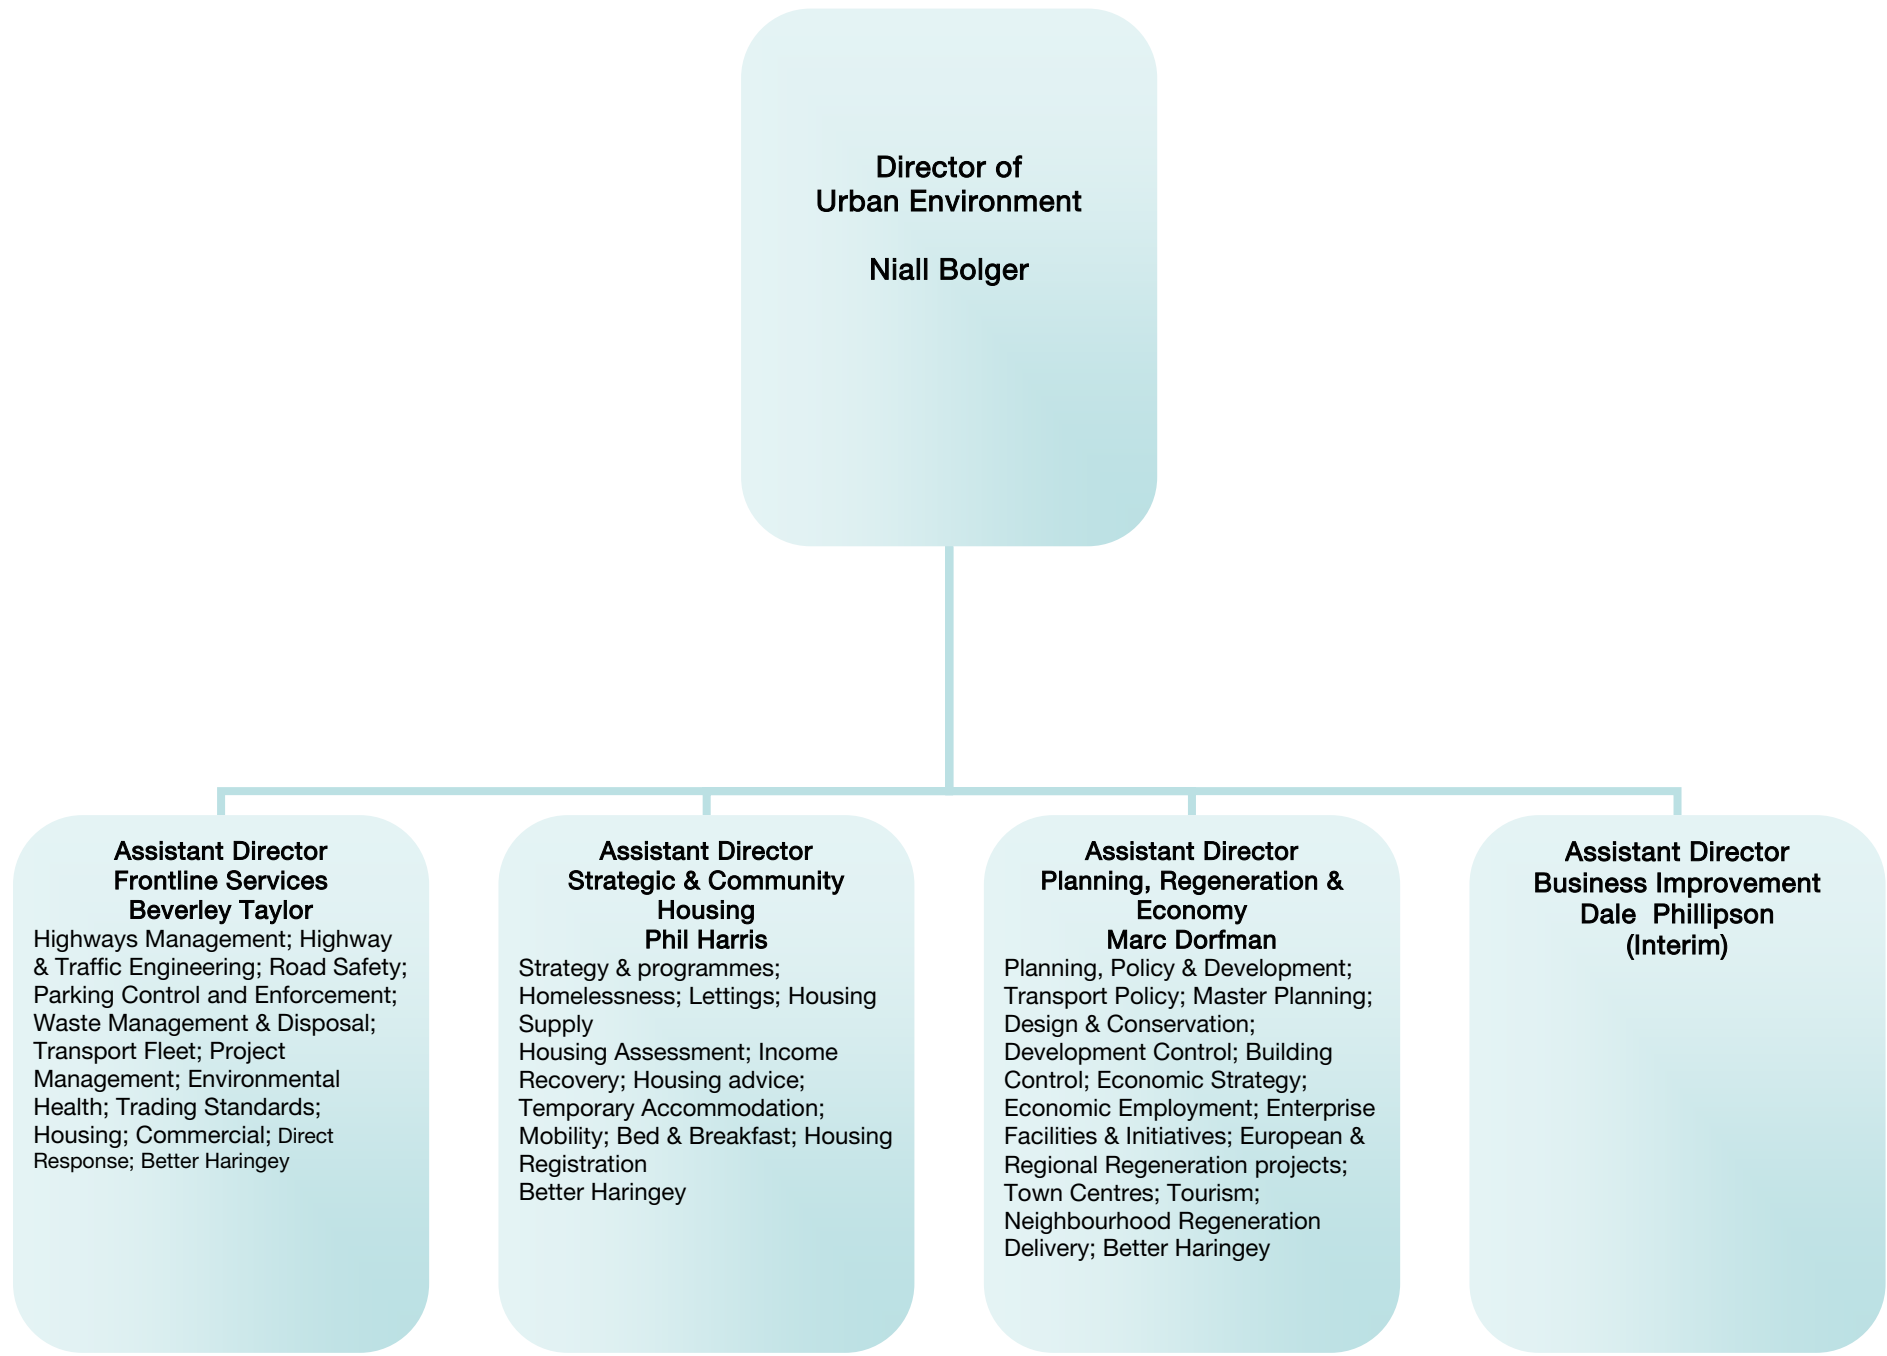 Director of
Urban Environment
Niall Bolger
Assistant Director
Frontline Services
Beverley Taylor
Highways Management; Highway
& Traffic Engineering; Road Safety;
Parking Control and Enforcement;
Waste Management & Disposal;
Transport Fleet; Project
Management; Environmental
Health; Trading Standards;
Housing; Commercial; Direct
Response; Better Haringey
Assistant Director
Strategic & Community
Housing
Phil Harris
Strategy & programmes;
Homelessness; Lettings; Housing
Supply
Housing Assessment; Income
Recovery; Housing advice;
Temporary Accommodation;
Mobility; Bed & Breakfast; Housing
Registration
Better Haringey
Assistant Director
Planning, Regeneration &
Economy
Marc Dorfman
Planning, Policy & Development;
Transport Policy; Master Planning;
Design & Conservation;
Development Control; Building
Control; Economic Strategy;
Economic Employment; Enterprise
Facilities & Initiatives; European &
Regional Regeneration projects;
Town Centres; Tourism;
Neighbourhood Regeneration
Delivery; Better Haringey
Assistant Director
Business Improvement
Dale  Phillipson
(Interim)